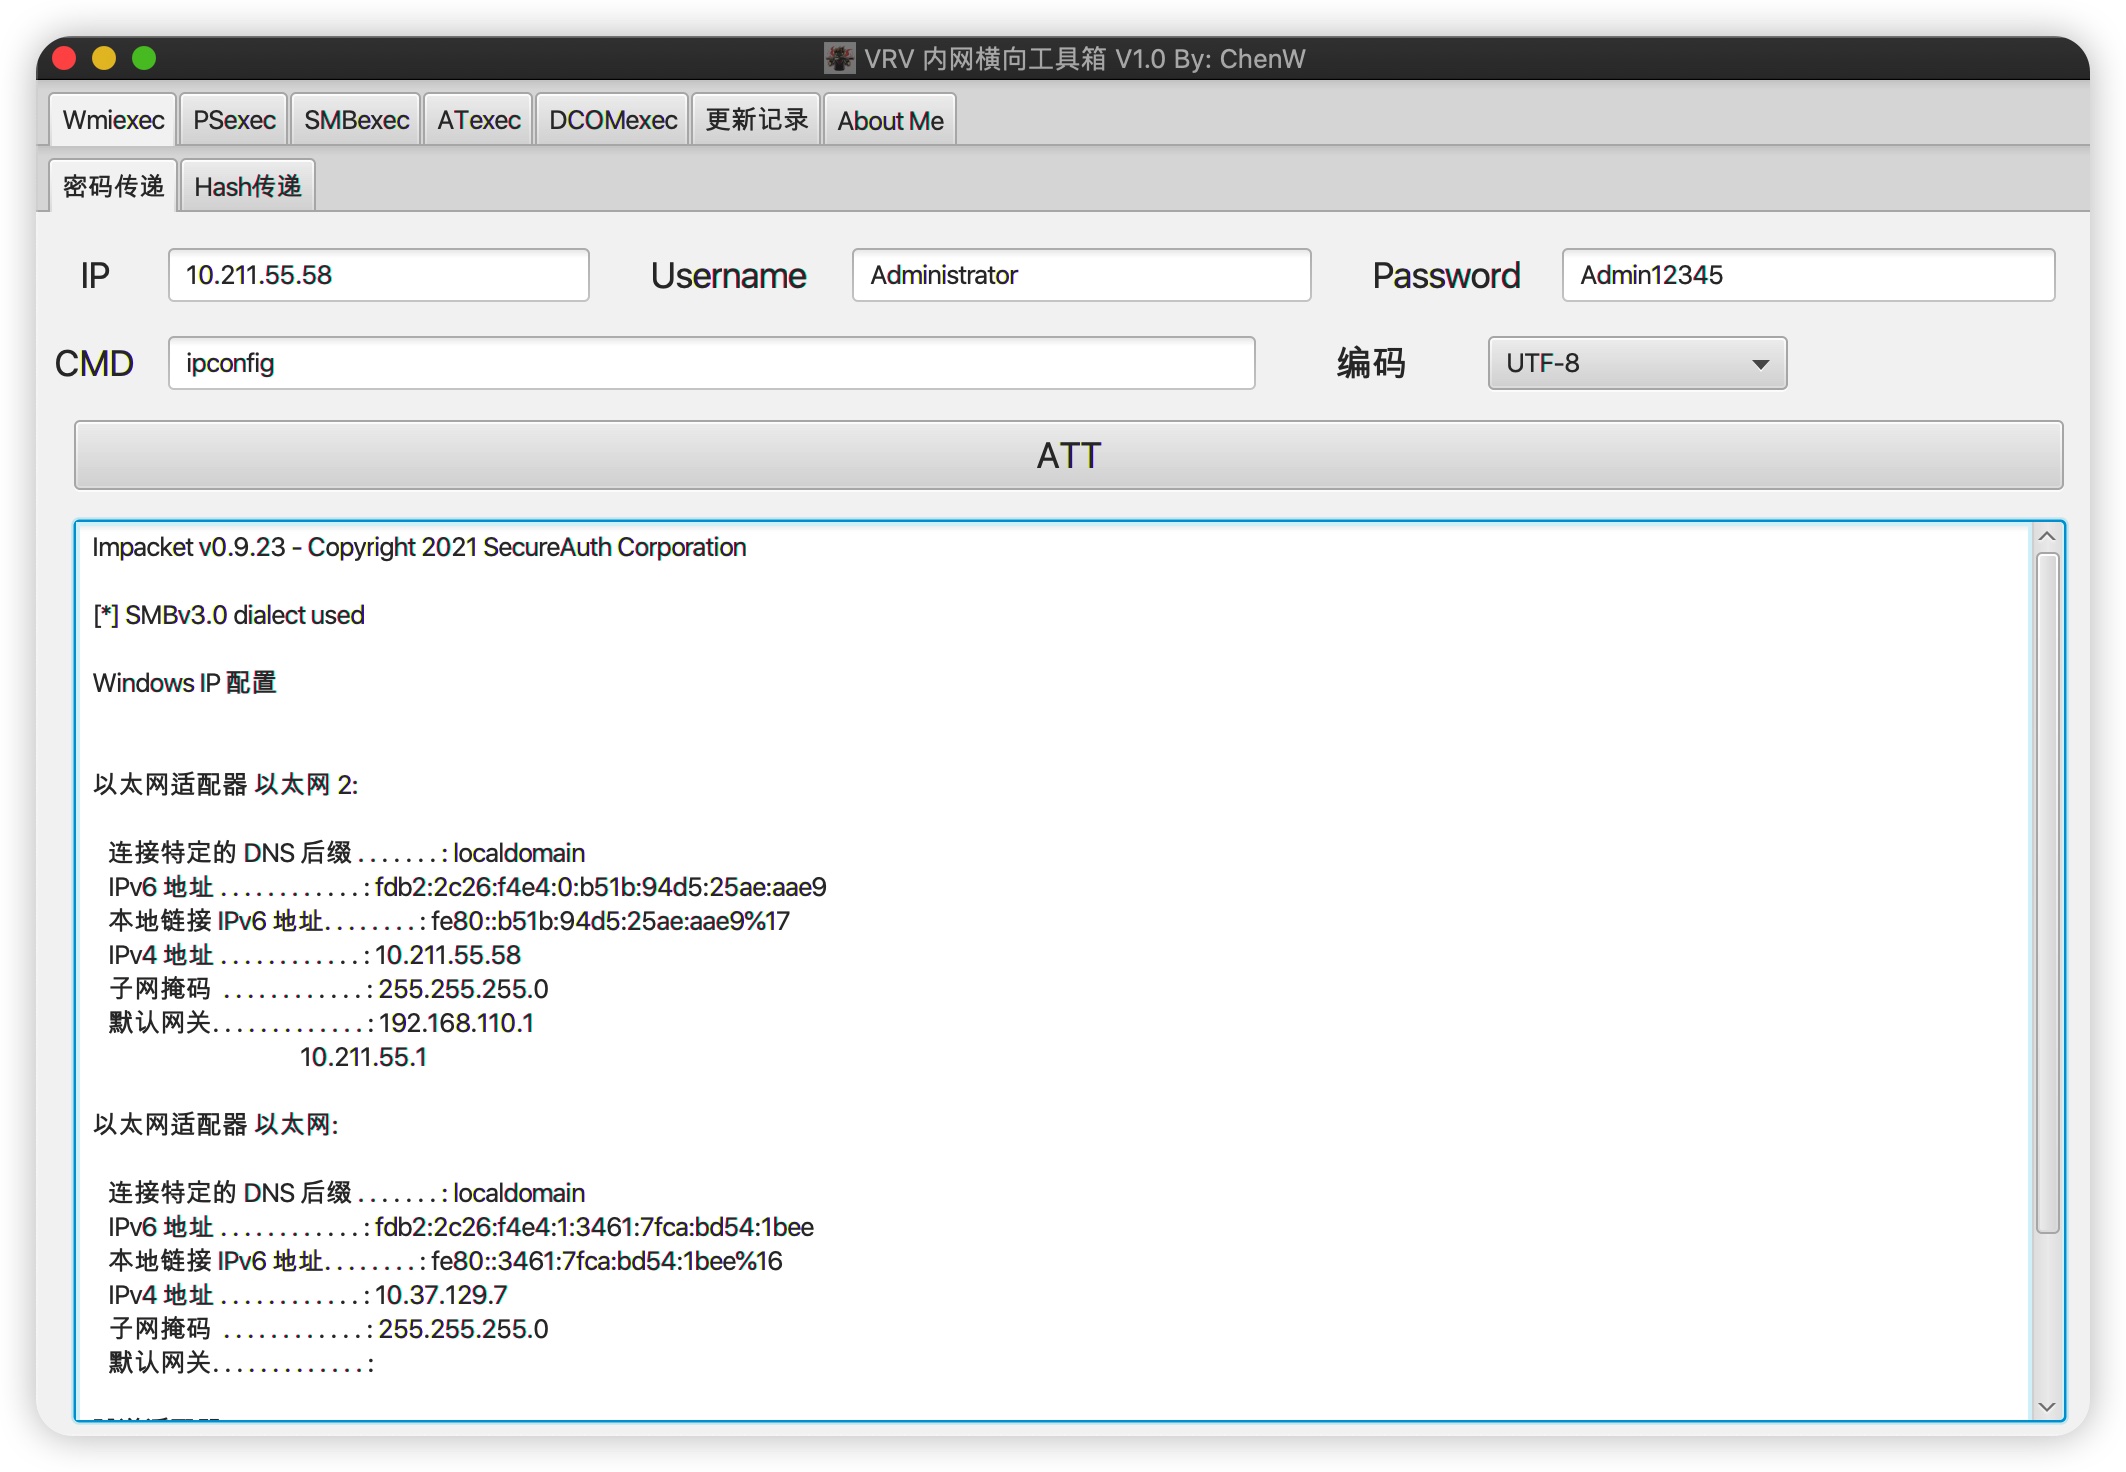 VRV 内网横向工具箱 V1.0 By: ChenW
Wmiexec PSexec SMBexec ATexec DCOMexec 更新记录 About Me
密码传递 Hash传递
IP 10.211.55.58 Username Administrator Password Admin12345
CMD ipconfig 编码 UTF-8
ATT
Impacket v0.9.23 - Copyright 2021 SecureAuth Corporation
[*] SMBv3.0 dialect used
Windows IP 配置
以太网适配器 以太网 2:
连接特定的 DNS 后缀 . . . . . . . : localdomain
IPv6 地址 . . . . . . . . . . . . : fdb2:2c26:f4e4:0:b51b:94d5:25ae:aae9
本地链接 IPv6 地址. . . . . . . . : fe80::b51b:94d5:25ae:aae9%17
IPv4 地址 . . . . . . . . . . . . : 10.211.55.58
子网掩码 . . . . . . . . . . . . : 255.255.255.0
默认网关. . . . . . . . . . . . . : 192.168.110.1
10.211.55.1
以太网适配器 以太网:
连接特定的 DNS 后缀 . . . . . . . : localdomain
IPv6 地址 . . . . . . . . . . . . : fdb2:2c26:f4e4:1:3461:7fca:bd54:1bee
本地链接 IPv6 地址. . . . . . . . : fe80::3461:7fca:bd54:1bee%16
IPv4 地址 . . . . . . . . . . . . : 10.37.129.7
子网掩码 . . . . . . . . . . . . : 255.255.255.0
默认网关. . . . . . . . . . . . . :